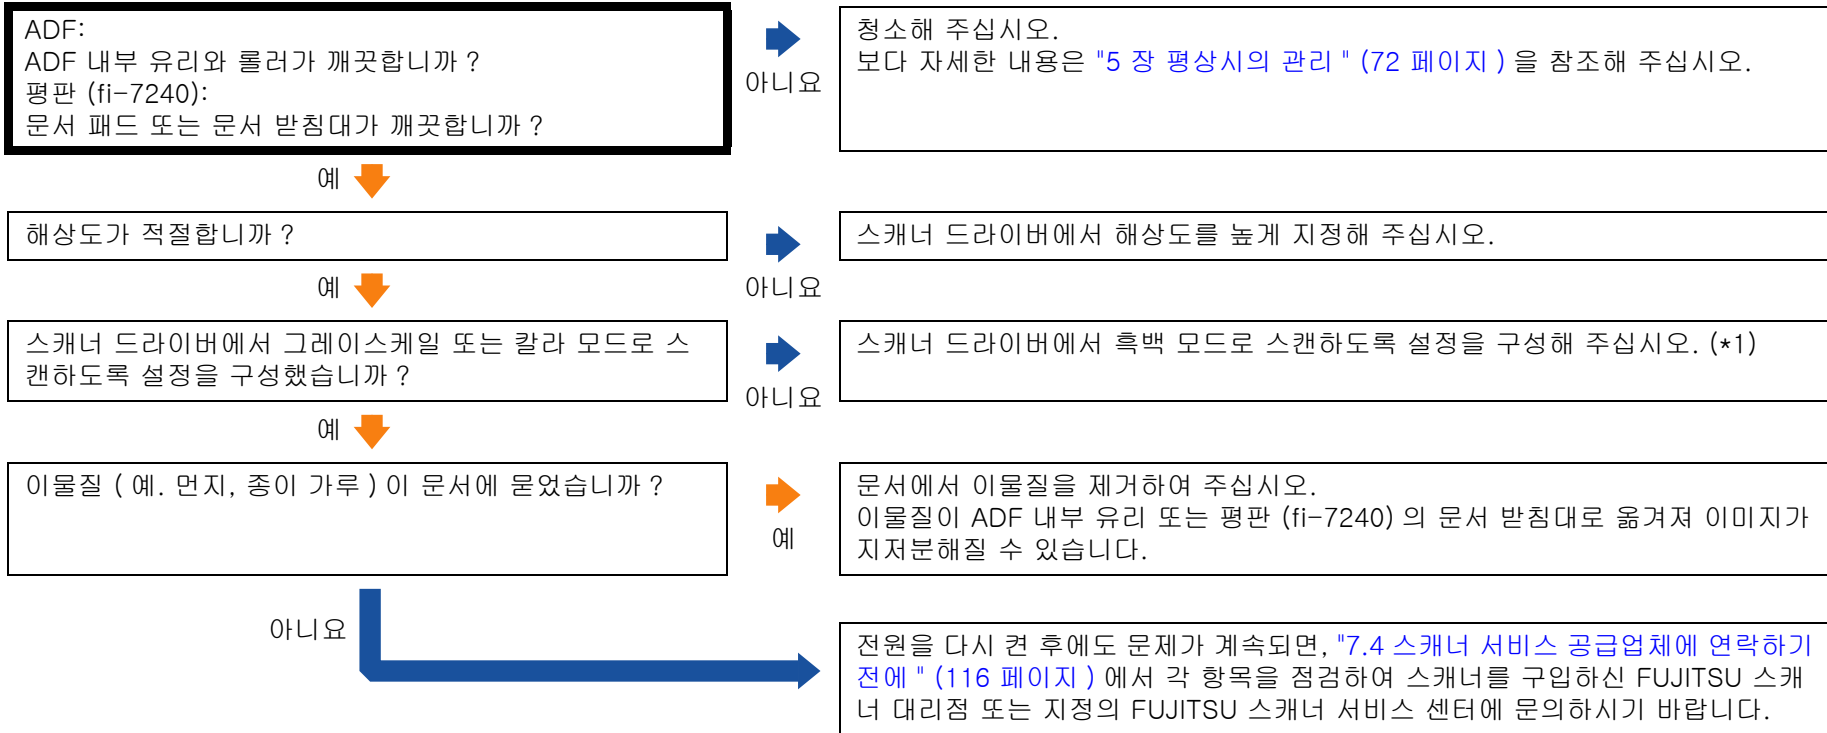 ADF:
ADF 내부 유리와 롤러가 깨끗합니까 ?
평판 (fi-7240):
문서 패드 또는 문서 받침대가 깨끗합니까 ?
아니요
청소해 주십시오.
보다 자세한 내용은 "5 장 평상시의 관리 " (72 페이지 ) 을 참조해 주십시오.
예
해상도가 적절합니까 ?
아니요
스캐너 드라이버에서 해상도를 높게 지정해 주십시오.
예
스캐너 드라이버에서 그레이스케일 또는 칼라 모드로 스
캔하도록 설정을 구성했습니까 ?
아니요
스캐너 드라이버에서 흑백 모드로 스캔하도록 설정을 구성해 주십시오. (*1)
예
이물질 ( 예. 먼지, 종이 가루 ) 이 문서에 묻었습니까 ?
예
문서에서 이물질을 제거하여 주십시오.
이물질이 ADF 내부 유리 또는 평판 (fi-7240) 의 문서 받침대로 옮겨져 이미지가
지저분해질 수 있습니다.
아니요
전원을 다시 켠 후에도 문제가 계속되면, "7.4 스캐너 서비스 공급업체에 연락하기
전에 " (116 페이지 ) 에서 각 항목을 점검하여 스캐너를 구입하신 FUJITSU 스캐
너 대리점 또는 지정의 FUJITSU 스캐너 서비스 센터에 문의하시기 바랍니다.